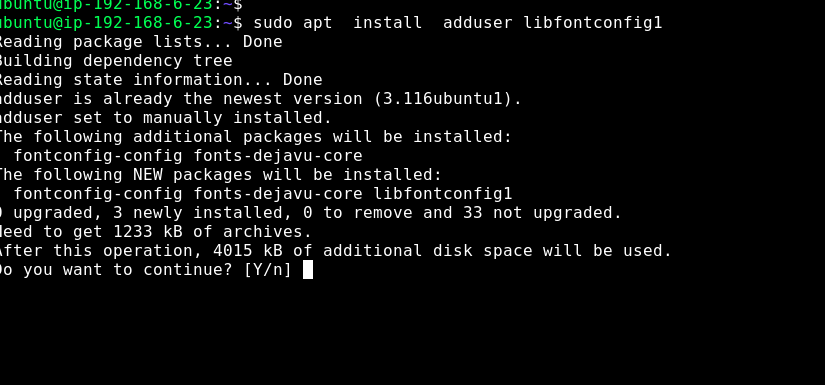 ubuntu@ip-192-168-6-23:~$
ubuntu@ip-192-168-6-23:~$ sudo apt  install  adduser libfontconfig1
Reading package lists... Done
Building dependency tree
Reading state information... Done
adduser is already the newest version (3.116ubuntu1).
adduser set to manually installed.
The following additional packages will be installed:
  fontconfig-config fonts-dejavu-core
The following NEW packages will be installed:
  fontconfig-config fonts-dejavu-core libfontconfig1
0 upgraded, 3 newly installed, 0 to remove and 33 not upgraded.
Need to get 1233 kB of archives.
After this operation, 4015 kB of additional disk space will be used.
Do you want to continue? [Y/n]